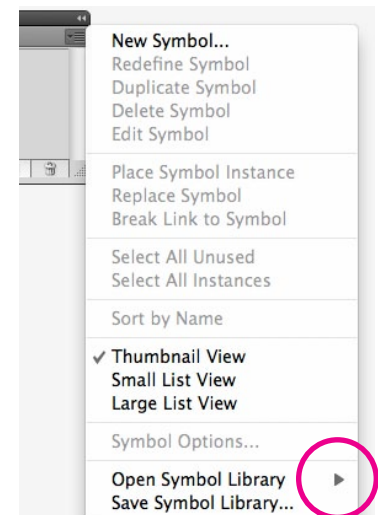 New Symbol...
Redefine Symbol
Duplicate Symbol
Delete Symbol
Edit Symbol
Place Symbol Instance
Replace Symbol
Break Link to Symbol
Select All Unused
Select All Instances
Sort by Name
Thumbnail View
Small List View
Large List View
Symbol Options...
Open Symbol Library
Save Symbol Library...